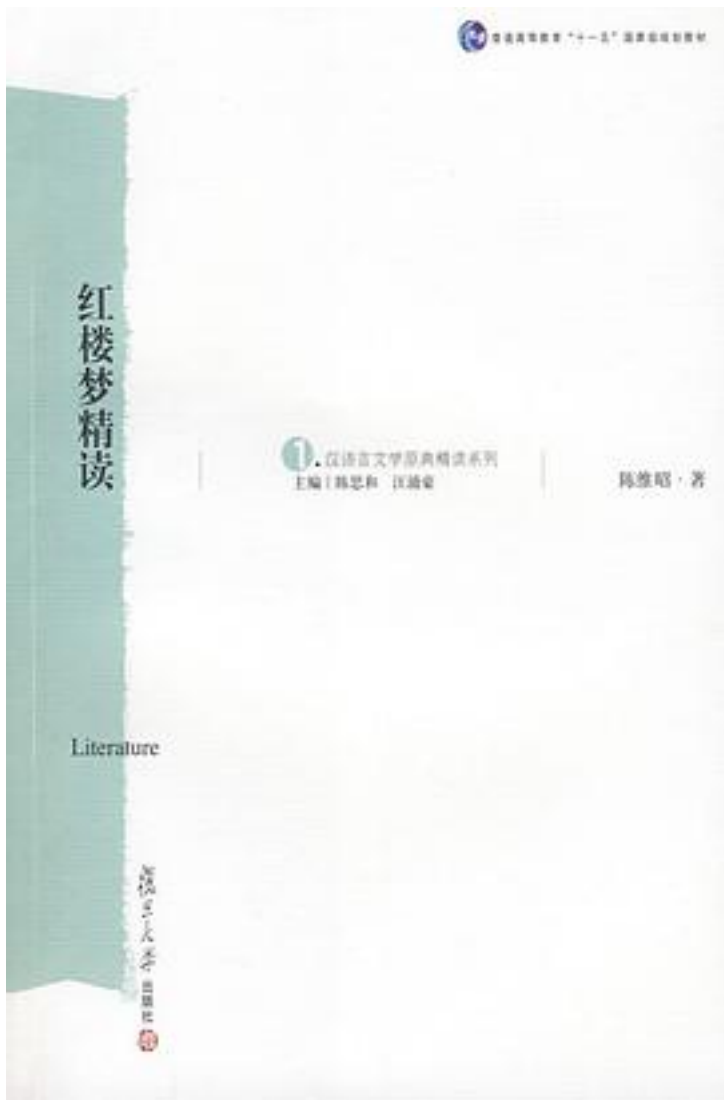 普通高等教育“十一五”国家级规划教材
红楼梦精读
1.汉语言文学原典精读系列
主编 | 陈思和 汪涌豪
陈维昭·著
Literature
复旦大学出版社